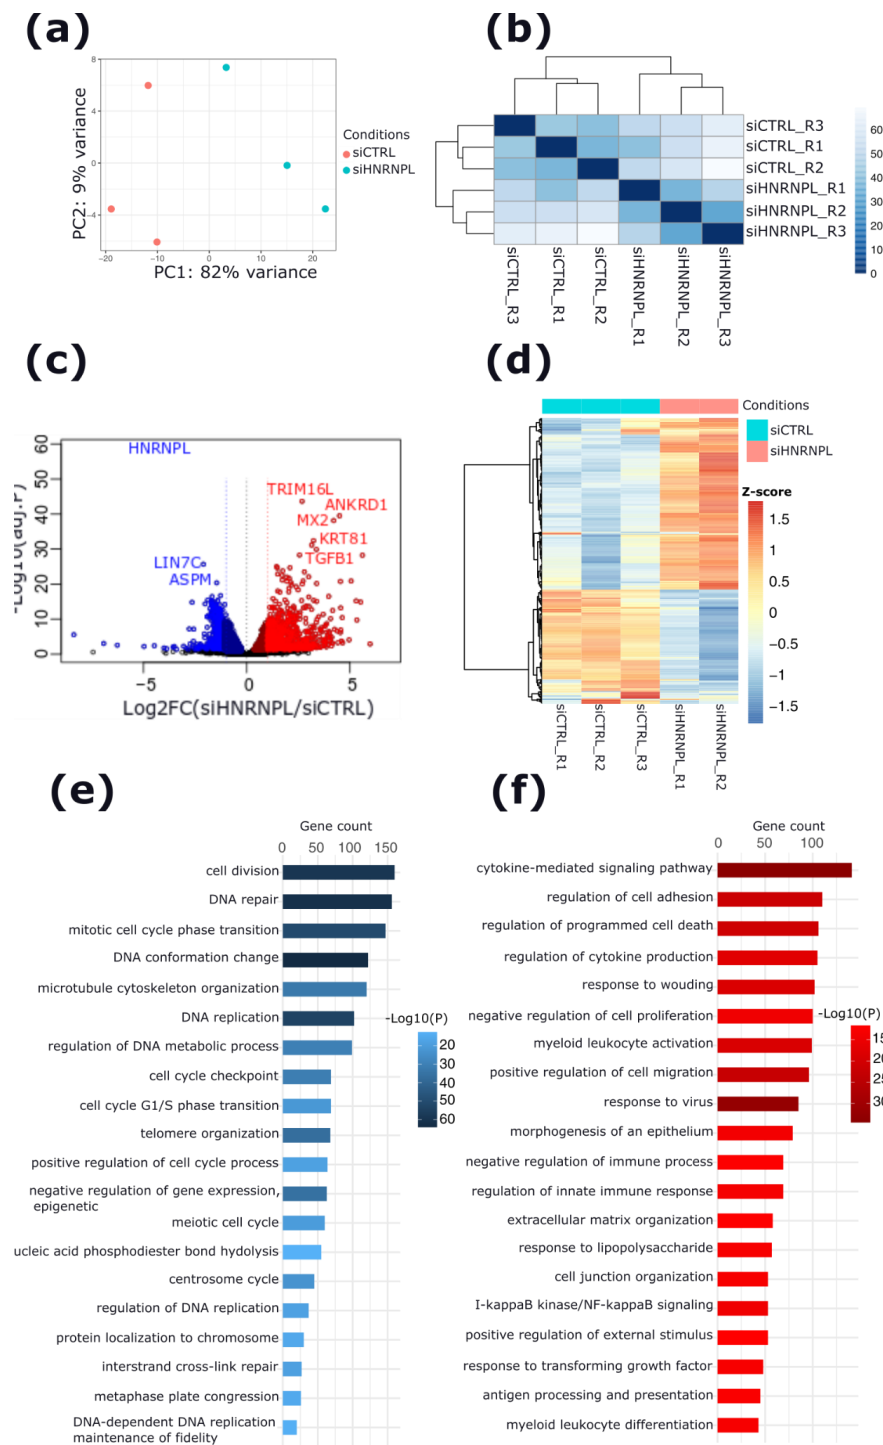 (a)
8
4
0
−4
−20
−10
0
10
20
PC2: 9% variance
PC1: 82% variance
Conditions
siCTRL
siHNRNPL
(b)
siCTRL_R3
siCTRL_R1
siCTRL_R2
siHNRNPL_R1
siHNRNPL_R2
siHNRNPL_R3
siCTRL_R3
siCTRL_R1
siCTRL_R2
siHNRNPL_R1
siHNRNPL_R2
siHNRNPL_R3
60
50
40
30
20
10
0
(c)
60
50
40
30
20
10
0
-Log10(adj.P)
HNRNPL
TRIM16L
ANKRD1
MX2
KRT81
TGFB1
LIN7C
ASPM
−5
0
5
Log2FC(siHNRNPL/siCTRL)
(d)
Conditions
siCTRL
siHNRNPL
Z-score
1.5
1
0.5
0
−0.5
−1
−1.5
siCTRL_R1
siCTRL_R2
siCTRL_R3
siHNRNPL_R1
siHNRNPL_R2
(e)
Gene count
0 50 100 150
cell division
DNA repair
mitotic cell cycle phase transition
DNA conformation change
microtubule cytoskeleton organization
DNA replication
regulation of DNA metabolic process
cell cycle checkpoint
cell cycle G1/S phase transition
telomere organization
positive regulation of cell cycle process
negative regulation of gene expression,
epigenetic
meiotic cell cycle
ucleic acid phosphodiester bond hydolysis
centrosome cycle
regulation of DNA replication
protein localization to chromosome
interstrand cross-link repair
metaphase plate congression
DNA-dependent DNA replication
maintenance of fidelity
-Log10(P)
20
30
40
50
60
(f)
Gene count
0 50 100
cytokine-mediated signaling pathway
regulation of cell adhesion
regulation of programmed cell death
regulation of cytokine production
response to wouding
negative regulation of cell proliferation
myeloid leukocyte activation
positive regulation of cell migration
response to virus
morphogenesis of an epithelium
negative regulation of immune process
regulation of innate immune response
extracellular matrix organization
response to lipopolysaccharide
cell junction organization
I-kappaB kinase/NF-kappaB signaling
positive regulation of external stimulus
response to transforming growth factor
antigen processing and presentation
myeloid leukocyte differentiation
-Log10(P)
15
20
25
30